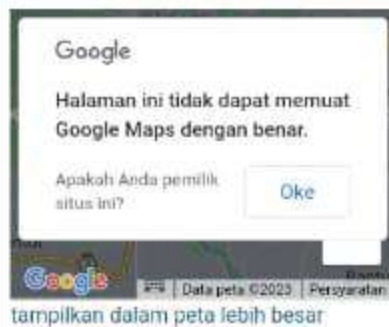 Google
Halaman ini tidak dapat memuat
Google Maps dengan benar.
Apakah Anda pemilik
situs ini?
Oke
Google
Data peta ©2023
Persyaratan
tampilkan dalam peta lebih besar